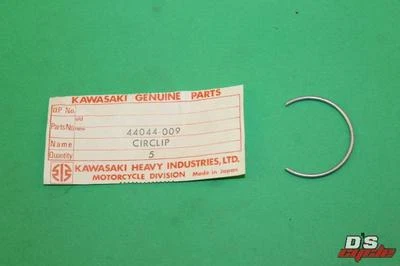 KAWASAKI GENUINE PARTS
Parts No. 44044-009
Name CIRCLIP
Quantity 5
KAWASAKI HEAVY INDUSTRIES, LTD.
MOTORCYCLE DIVISION Made in Japan
D's
cycle